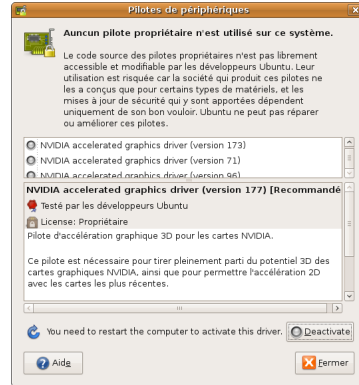 Pilotes de périphériques
Auncun pilote propriétaire n'est utilisé sur ce système.
Le code source des pilotes propriétaires n'est pas librement
accessible et modifiable par les développeurs Ubuntu. Leur
utilisation est risquée car la société qui produit ces pilotes ne
les a conçus que pour certains types de matériels, et les
mises à jour de sécurité qui y sont apportées dépendent
uniquement de son bon vouloir. Ubuntu ne peut pas réparer
ou améliorer ces pilotes.
NVIDIA accelerated graphics driver (version 173)
NVIDIA accelerated graphics driver (version 71)
NVIDIA accelerated graphics driver (version 96)
NVIDIA accelerated graphics driver (version 177) [Recommandé
Testé par les développeurs Ubuntu
License: Propriétaire
Pilote d'accélération graphique 3D pour les cartes NVIDIA.
Ce pilote est nécessaire pour tirer pleinement parti du potentiel 3D des
cartes graphiques NVIDIA, ainsi que pour permettre l'accélération 2D
avec les cartes les plus récentes.
You need to restart the computer to activate this driver. Deactivate
Aide Fermer